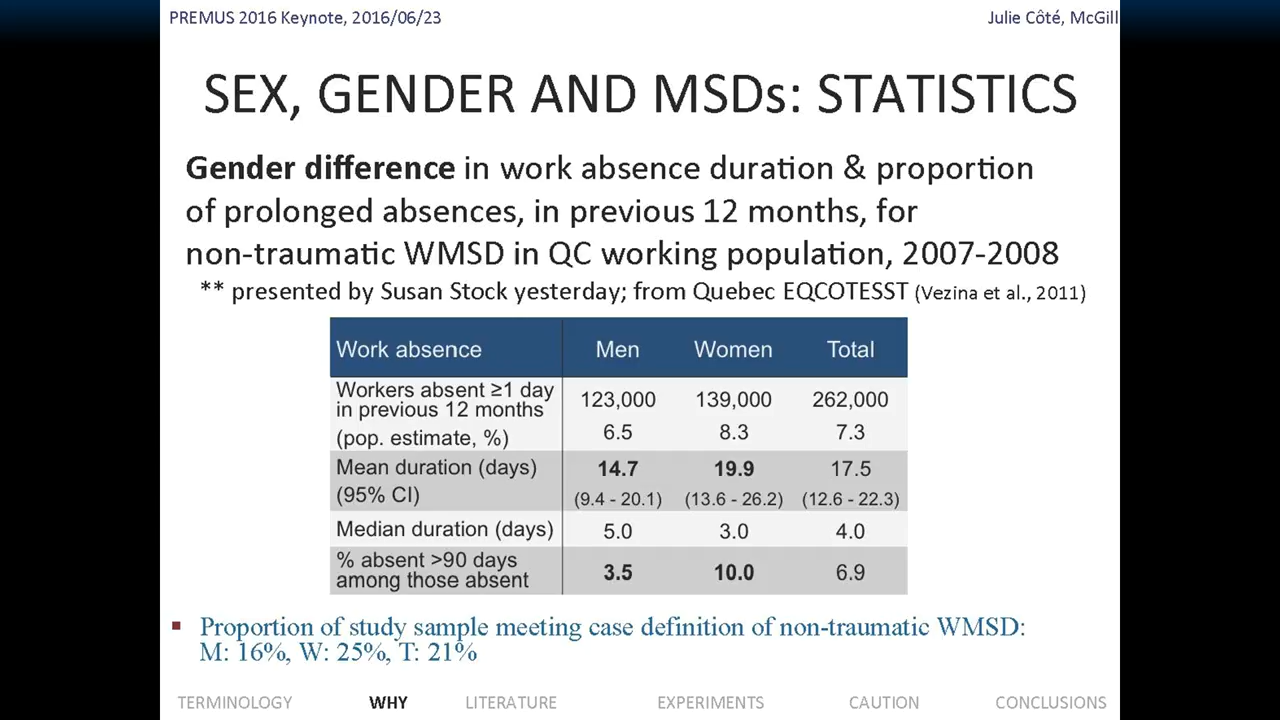 PREMUS 2016 Keynote, 2016/06/23
Julie Côté, McGill
SEX, GENDER AND MSDs: STATISTICS
Gender difference in work absence duration & proportion
of prolonged absences, in previous 12 months, for
non-traumatic WMSD in QC working population, 2007-2008
** presented by Susan Stock yesterday; from Quebec EQCOTESST (Vezina et al., 2011)
Work absence Men Women Total
Workers absent ≥1 day
in previous 12 months 123,000 139,000 262,000
(pop. estimate, %) 6.5 8.3 7.3
Mean duration (days) 14.7 19.9 17.5
(95% CI) (9.4 - 20.1) (13.6 - 26.2) (12.6 - 22.3)
Median duration (days) 5.0 3.0 4.0
% absent >90 days
among those absent 3.5 10.0 6.9
▪ Proportion of study sample meeting case definition of non-traumatic WMSD:
M: 16%, W: 25%, T: 21%
TERMINOLOGY WHY LITERATURE EXPERIMENTS CAUTION CONCLUSIONS